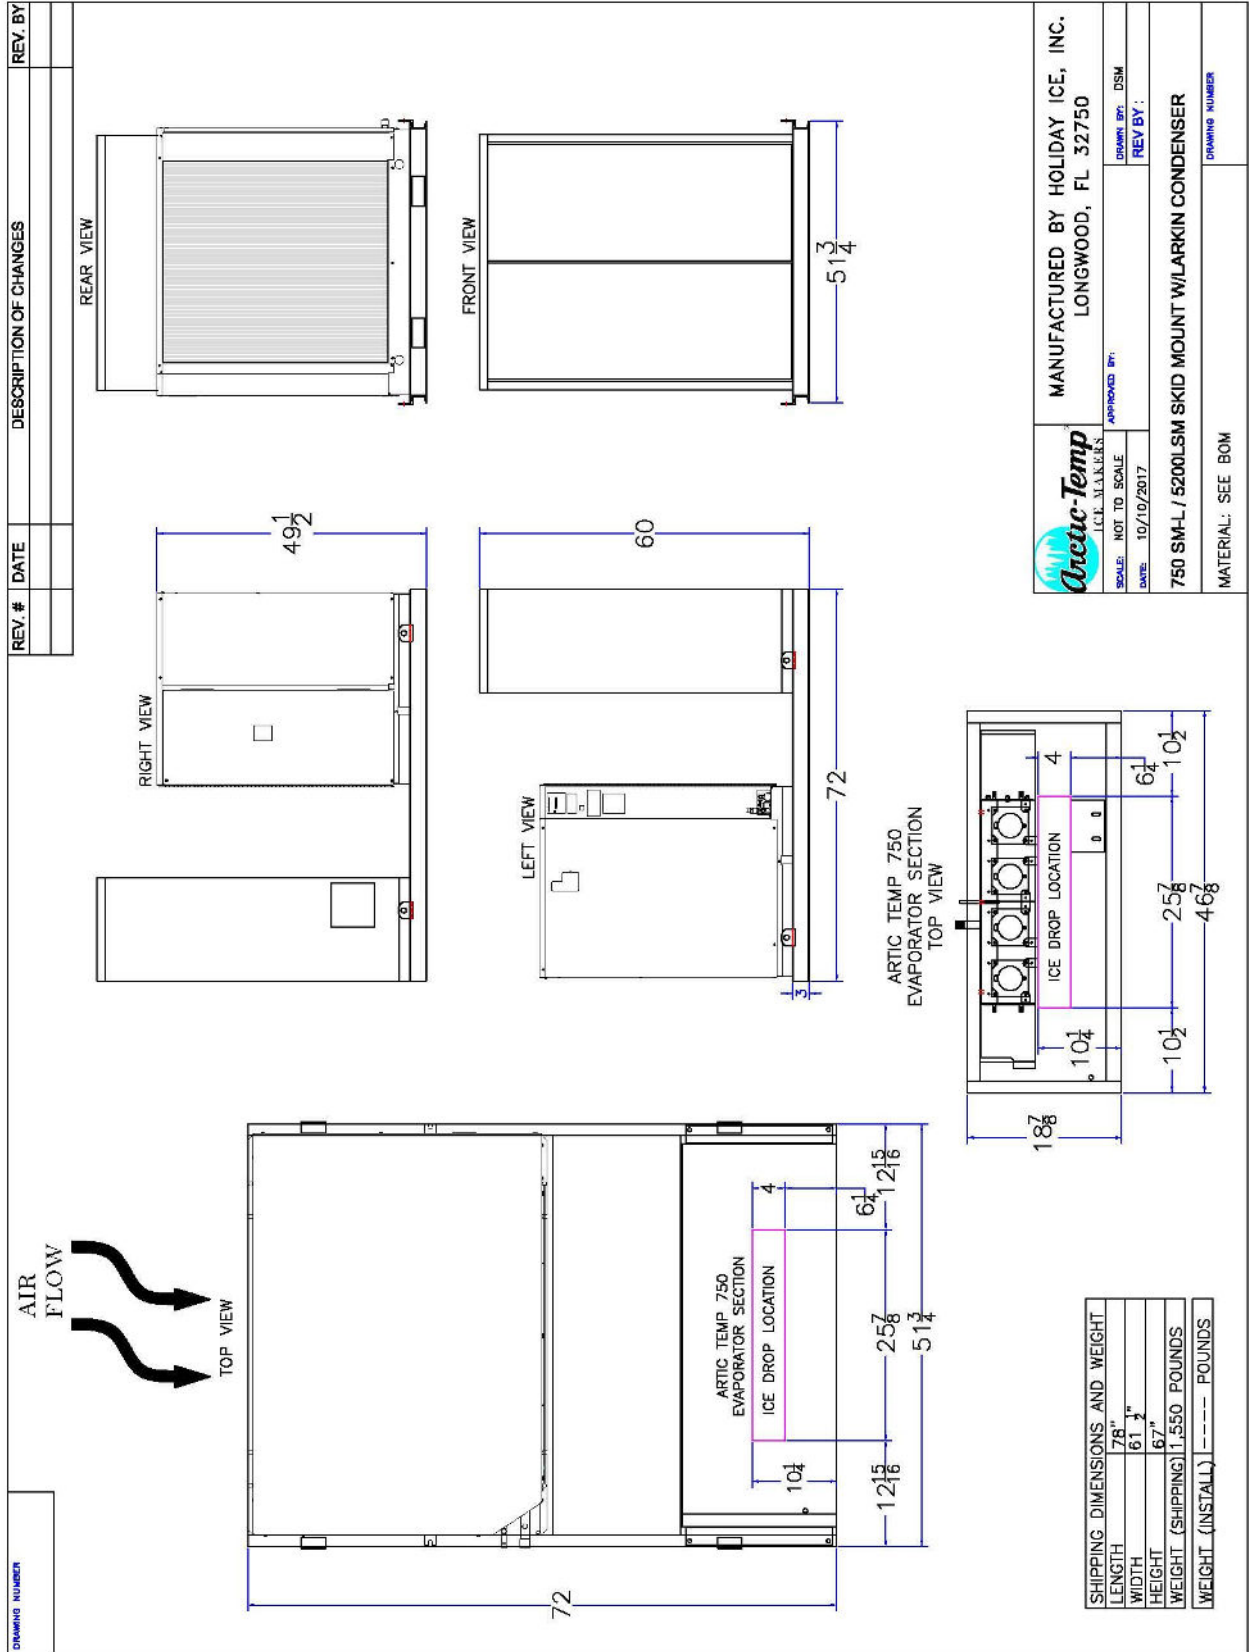 DRAWING NUMBER
REV. #
DATE
DESCRIPTION OF CHANGES
REV. BY
AIR
FLOW
TOP VIEW
72
ARTIC TEMP 750
EVAPORATOR SECTION
ICE DROP LOCATION
4
10 1/4
6 1/4
12 15/16
25 7/8
12 15/16
51 3/4
RIGHT VIEW
49 1/2
REAR VIEW
LEFT VIEW
60
3
72
FRONT VIEW
51 3/4
ARTIC TEMP 750
EVAPORATOR SECTION
TOP VIEW
ICE DROP LOCATION
18 7/8
10 1/4
4
6 1/4
10 1/2
25 7/8
10 1/2
46 7/8
SHIPPING DIMENSIONS AND WEIGHT
LENGTH 78"
WIDTH 61 1/2"
HEIGHT 67"
WEIGHT (SHIPPING) 1,550 POUNDS
WEIGHT (INSTALL) ---- POUNDS
Arctic-Temp
ICE MAKERS
MANUFACTURED BY HOLIDAY ICE, INC.
LONGWOOD, FL 32750
SCALE: NOT TO SCALE
APPROVED BY:
DRAWN BY: DSM
DATE: 10/10/2017
REV BY:
750 SM-L / 5200LSM SKID MOUNT W/LARKIN CONDENSER
MATERIAL: SEE BOM
DRAWING NUMBER